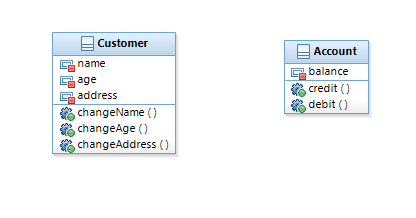 Customer
name
age
address
changeName ( )
changeAge ( )
changeAddress ( )
Account
balance
credit ( )
debit ( )